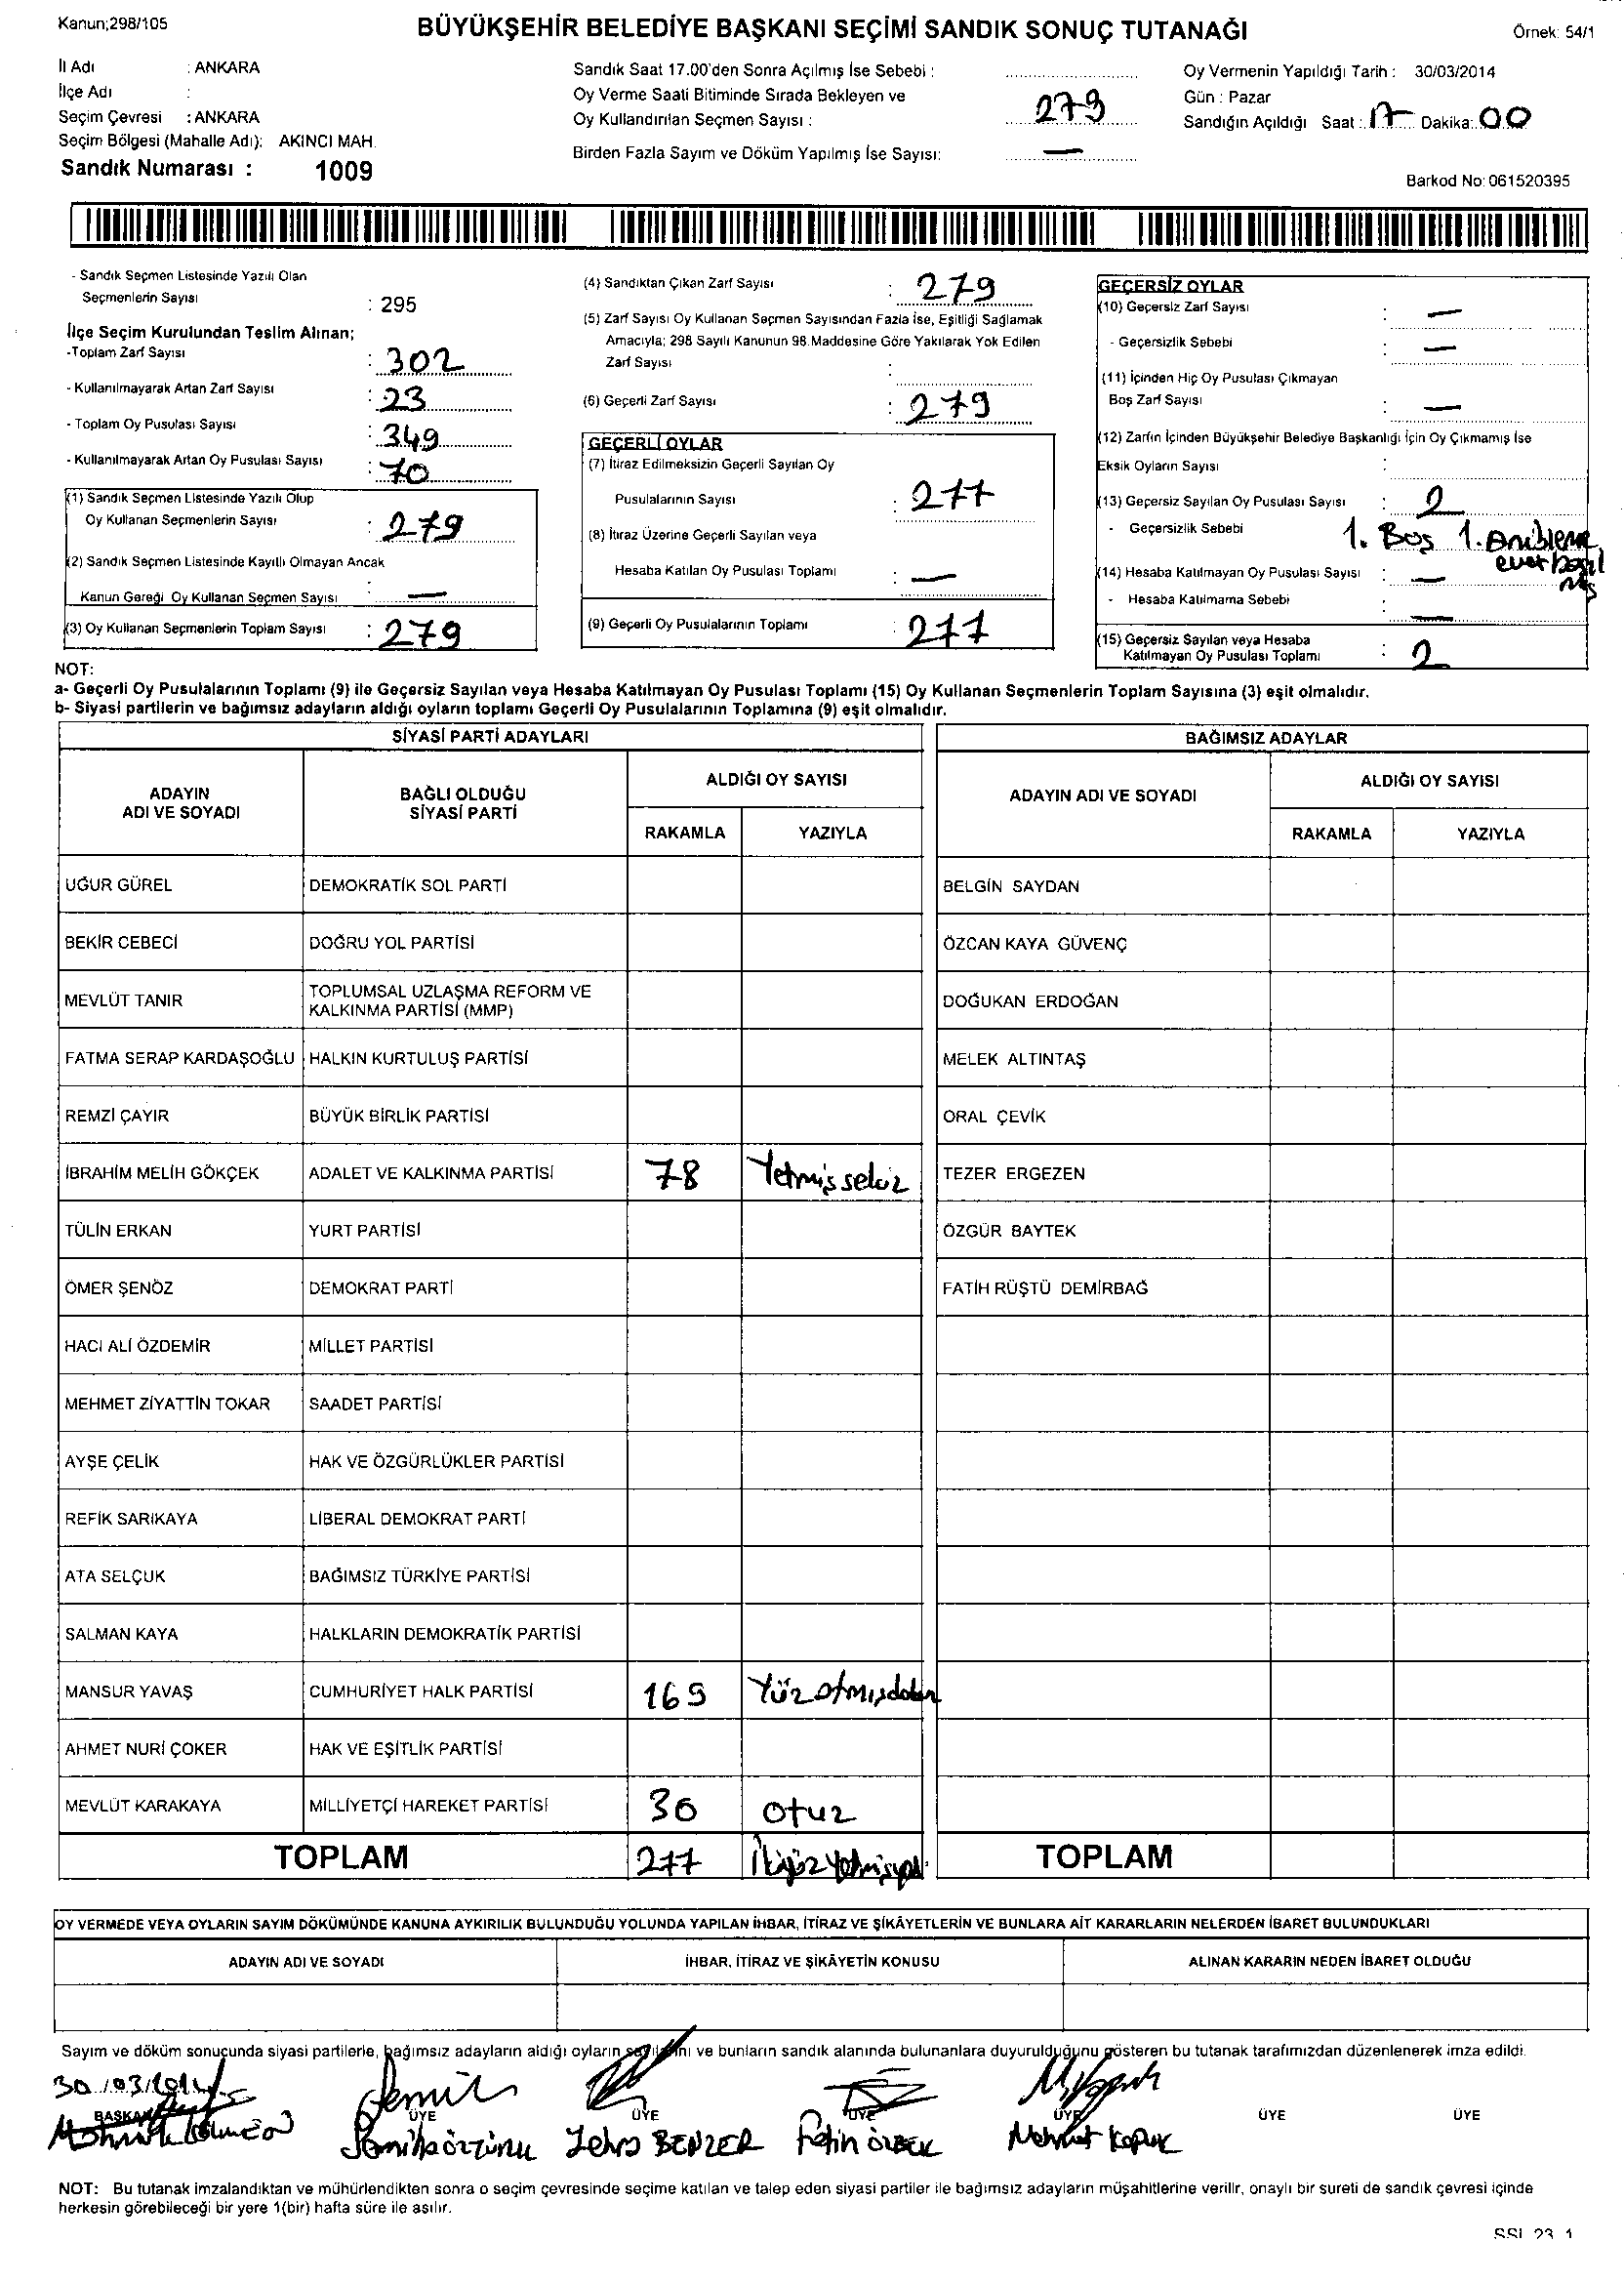 Kanun;298/105
BÜYÜKŞEHİR BELEDİYE BAŞKANI SEÇİMİ SANDIK SONUÇ TUTANAĞI
Örnek: 54/1
İl Adı : ANKARA
İlçe Adı :
Seçim Çevresi : ANKARA
Seçim Bölgesi (Mahalle Adı): AKINCI MAH.
Sandık Numarası : 1009
Sandık Saat 17.00'den Sonra Açılmış İse Sebebi :
Oy Verme Saati Bitiminde Sırada Bekleyen ve
Oy Kullandırılan Seçmen Sayısı : 279
Birden Fazla Sayım ve Döküm Yapılmış İse Sayısı: —
Oy Vermenin Yapıldığı Tarih : 30/03/2014
Gün : Pazar
Sandığın Açıldığı Saat : 17 Dakika: 00
Barkod No: 061520395
- Sandık Seçmen Listesinde Yazılı Olan
Seçmenlerin Sayısı : 295
İlçe Seçim Kurulundan Teslim Alınan;
-Toplam Zarf Sayısı : 302
- Kullanılmayarak Artan Zarf Sayısı : 23
- Toplam Oy Pusulası Sayısı : 349
- Kullanılmayarak Artan Oy Pusulası Sayısı : 70
(1) Sandık Seçmen Listesinde Yazılı Olup
Oy Kullanan Seçmenlerin Sayısı : 279
(2) Sandık Seçmen Listesinde Kayıtlı Olmayan Ancak
Kanun Gereği Oy Kullanan Seçmen Sayısı : —
(3) Oy Kullanan Seçmenlerin Toplam Sayısı : 279
(4) Sandıktan Çıkan Zarf Sayısı : 279
(5) Zarf Sayısı Oy Kullanan Seçmen Sayısından Fazla İse, Eşitliği Sağlamak
Amacıyla; 298 Sayılı Kanunun 98.Maddesine Göre Yakılarak Yok Edilen
Zarf Sayısı :
(6) Geçerli Zarf Sayısı : 279
GEÇERLİ OYLAR
(7) İtiraz Edilmeksizin Geçerli Sayılan Oy
Pusulalarının Sayısı : 277
(8) İtiraz Üzerine Geçerli Sayılan veya
Hesaba Katılan Oy Pusulası Toplamı : —
(9) Geçerli Oy Pusulalarının Toplamı : 277
GEÇERSİZ OYLAR
(10) Geçersiz Zarf Sayısı : —
- Geçersizlik Sebebi : —
(11) İçinden Hiç Oy Pusulası Çıkmayan
Boş Zarf Sayısı : —
(12) Zarfın İçinden Büyükşehir Belediye Başkanlığı İçin Oy Çıkmamış İse
Eksik Oyların Sayısı :
(13) Geçersiz Sayılan Oy Pusulası Sayısı : 2
- Geçersizlik Sebebi 1. Boş 1.
(14) Hesaba Katılmayan Oy Pusulası Sayısı : —
- Hesaba Katılmama Sebebi : —
(15) Geçersiz Sayılan veya Hesaba
Katılmayan Oy Pusulası Toplamı : 2
NOT:
a- Geçerli Oy Pusulalarının Toplamı (9) ile Geçersiz Sayılan veya Hesaba Katılmayan Oy Pusulası Toplamı (15) Oy Kullanan Seçmenlerin Toplam Sayısına (3) eşit olmalıdır.
b- Siyasi partilerin ve bağımsız adayların aldığı oyların toplamı Geçerli Oy Pusulalarının Toplamına (9) eşit olmalıdır.
SİYASİ PARTİ ADAYLARI
ADAYIN ADI VE SOYADI BAĞLI OLDUĞU SİYASİ PARTİ ALDIĞI OY SAYISI
RAKAMLA YAZIYLA
UĞUR GÜREL DEMOKRATİK SOL PARTİ
BEKİR CEBECİ DOĞRU YOL PARTİSİ
MEVLÜT TANIR TOPLUMSAL UZLAŞMA REFORM VE
KALKINMA PARTİSİ (MMP)
FATMA SERAP KARDAŞOĞLU HALKIN KURTULUŞ PARTİSİ
REMZİ ÇAYIR BÜYÜK BİRLİK PARTİSİ
İBRAHİM MELİH GÖKÇEK ADALET VE KALKINMA PARTİSİ 78 Yetmiş sekiz
TÜLİN ERKAN YURT PARTİSİ
ÖMER ŞENÖZ DEMOKRAT PARTİ
HACI ALİ ÖZDEMİR MİLLET PARTİSİ
MEHMET ZİYATTİN TOKAR SAADET PARTİSİ
AYŞE ÇELİK HAK VE ÖZGÜRLÜKLER PARTİSİ
REFİK SARIKAYA LİBERAL DEMOKRAT PARTİ
ATA SELÇUK BAĞIMSIZ TÜRKİYE PARTİSİ
SALMAN KAYA HALKLARIN DEMOKRATİK PARTİSİ
MANSUR YAVAŞ CUMHURİYET HALK PARTİSİ 169 Yüz atmışdokuz
AHMET NURİ ÇOKER HAK VE EŞİTLİK PARTİSİ
MEVLÜT KARAKAYA MİLLİYETÇİ HAREKET PARTİSİ 30 otuz
TOPLAM 277 İkiyüz yetmişyedi
BAĞIMSIZ ADAYLAR
ADAYIN ADI VE SOYADI ALDIĞI OY SAYISI
RAKAMLA YAZIYLA
BELGİN SAYDAN
ÖZCAN KAYA GÜVENÇ
DOĞUKAN ERDOĞAN
MELEK ALTINTAŞ
ORAL ÇEVİK
TEZER ERGEZEN
ÖZGÜR BAYTEK
FATİH RÜŞTÜ DEMİRBAĞ
TOPLAM
OY VERMEDE VEYA OYLARIN SAYIM DÖKÜMÜNDE KANUNA AYKIRILIK BULUNDUĞU YOLUNDA YAPILAN İHBAR, İTİRAZ VE ŞİKÂYETLERİN VE BUNLARA AİT KARARLARIN NELERDEN İBARET BULUNDUKLARI
ADAYIN ADI VE SOYADI İHBAR, İTİRAZ VE ŞİKÂYETİN KONUSU ALINAN KARARIN NEDEN İBARET OLDUĞU
Sayım ve döküm sonucunda siyasi partilerle, bağımsız adayların aldığı oyların sayılarını ve bunların sandık alanında bulunanlara duyurulduğunu gösteren bu tutanak tarafımızdan düzenlenerek imza edildi.
30/03/2014
BAŞKAN ÜYE ÜYE ÜYE ÜYE ÜYE ÜYE
Zehra BENZER Fatih Mehmet
NOT: Bu tutanak imzalandıktan ve mühürlendikten sonra o seçim çevresinde seçime katılan ve talep eden siyasi partiler ile bağımsız adayların müşahitlerine verilir, onaylı bir sureti de sandık çevresi içinde
herkesin görebileceği bir yere 1(bir) hafta süre ile asılır.